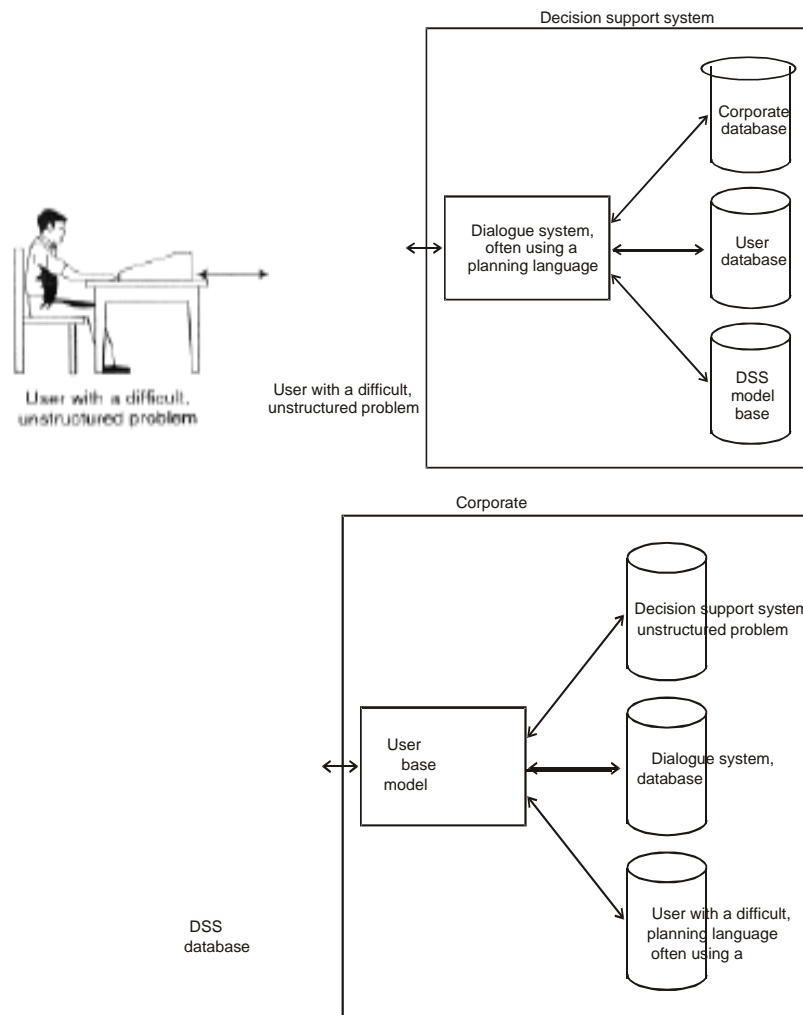 Decision support system
Corporate
database
Dialogue system,
often using a
planning language
User
database
DSS
model
base
User with a difficult,
unstructured problem
User with a difficult,
unstructured problem
Corporate
Decision support system
unstructured problem
User
base
model
Dialogue system,
database
User with a difficult,
planning language
often using a
DSS
database